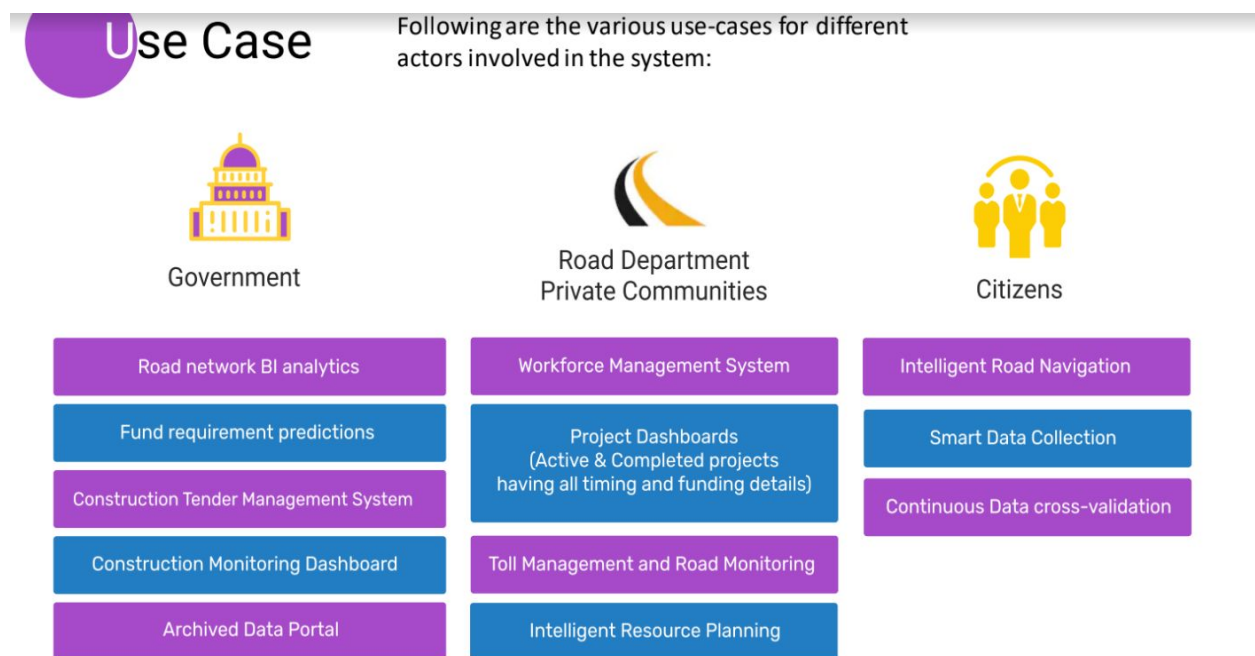 Use Case
Following are the various use-cases for different
actors involved in the system:
Government
Road Department
Private Communities
Citizens
Road network BI analytics
Fund requirement predictions
Construction Tender Management System
Construction Monitoring Dashboard
Archived Data Portal
Workforce Management System
Project Dashboards
(Active & Completed projects
having all timing and funding details)
Toll Management and Road Monitoring
Intelligent Resource Planning
Intelligent Road Navigation
Smart Data Collection
Continuous Data cross-validation